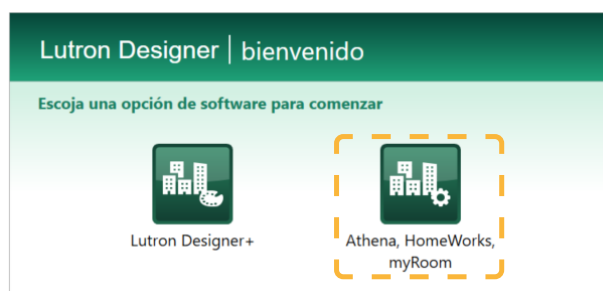 Lutron Designer | bienvenido
Escoja una opción de software para comenzar
Lutron Designer+
Athena, HomeWorks,
myRoom